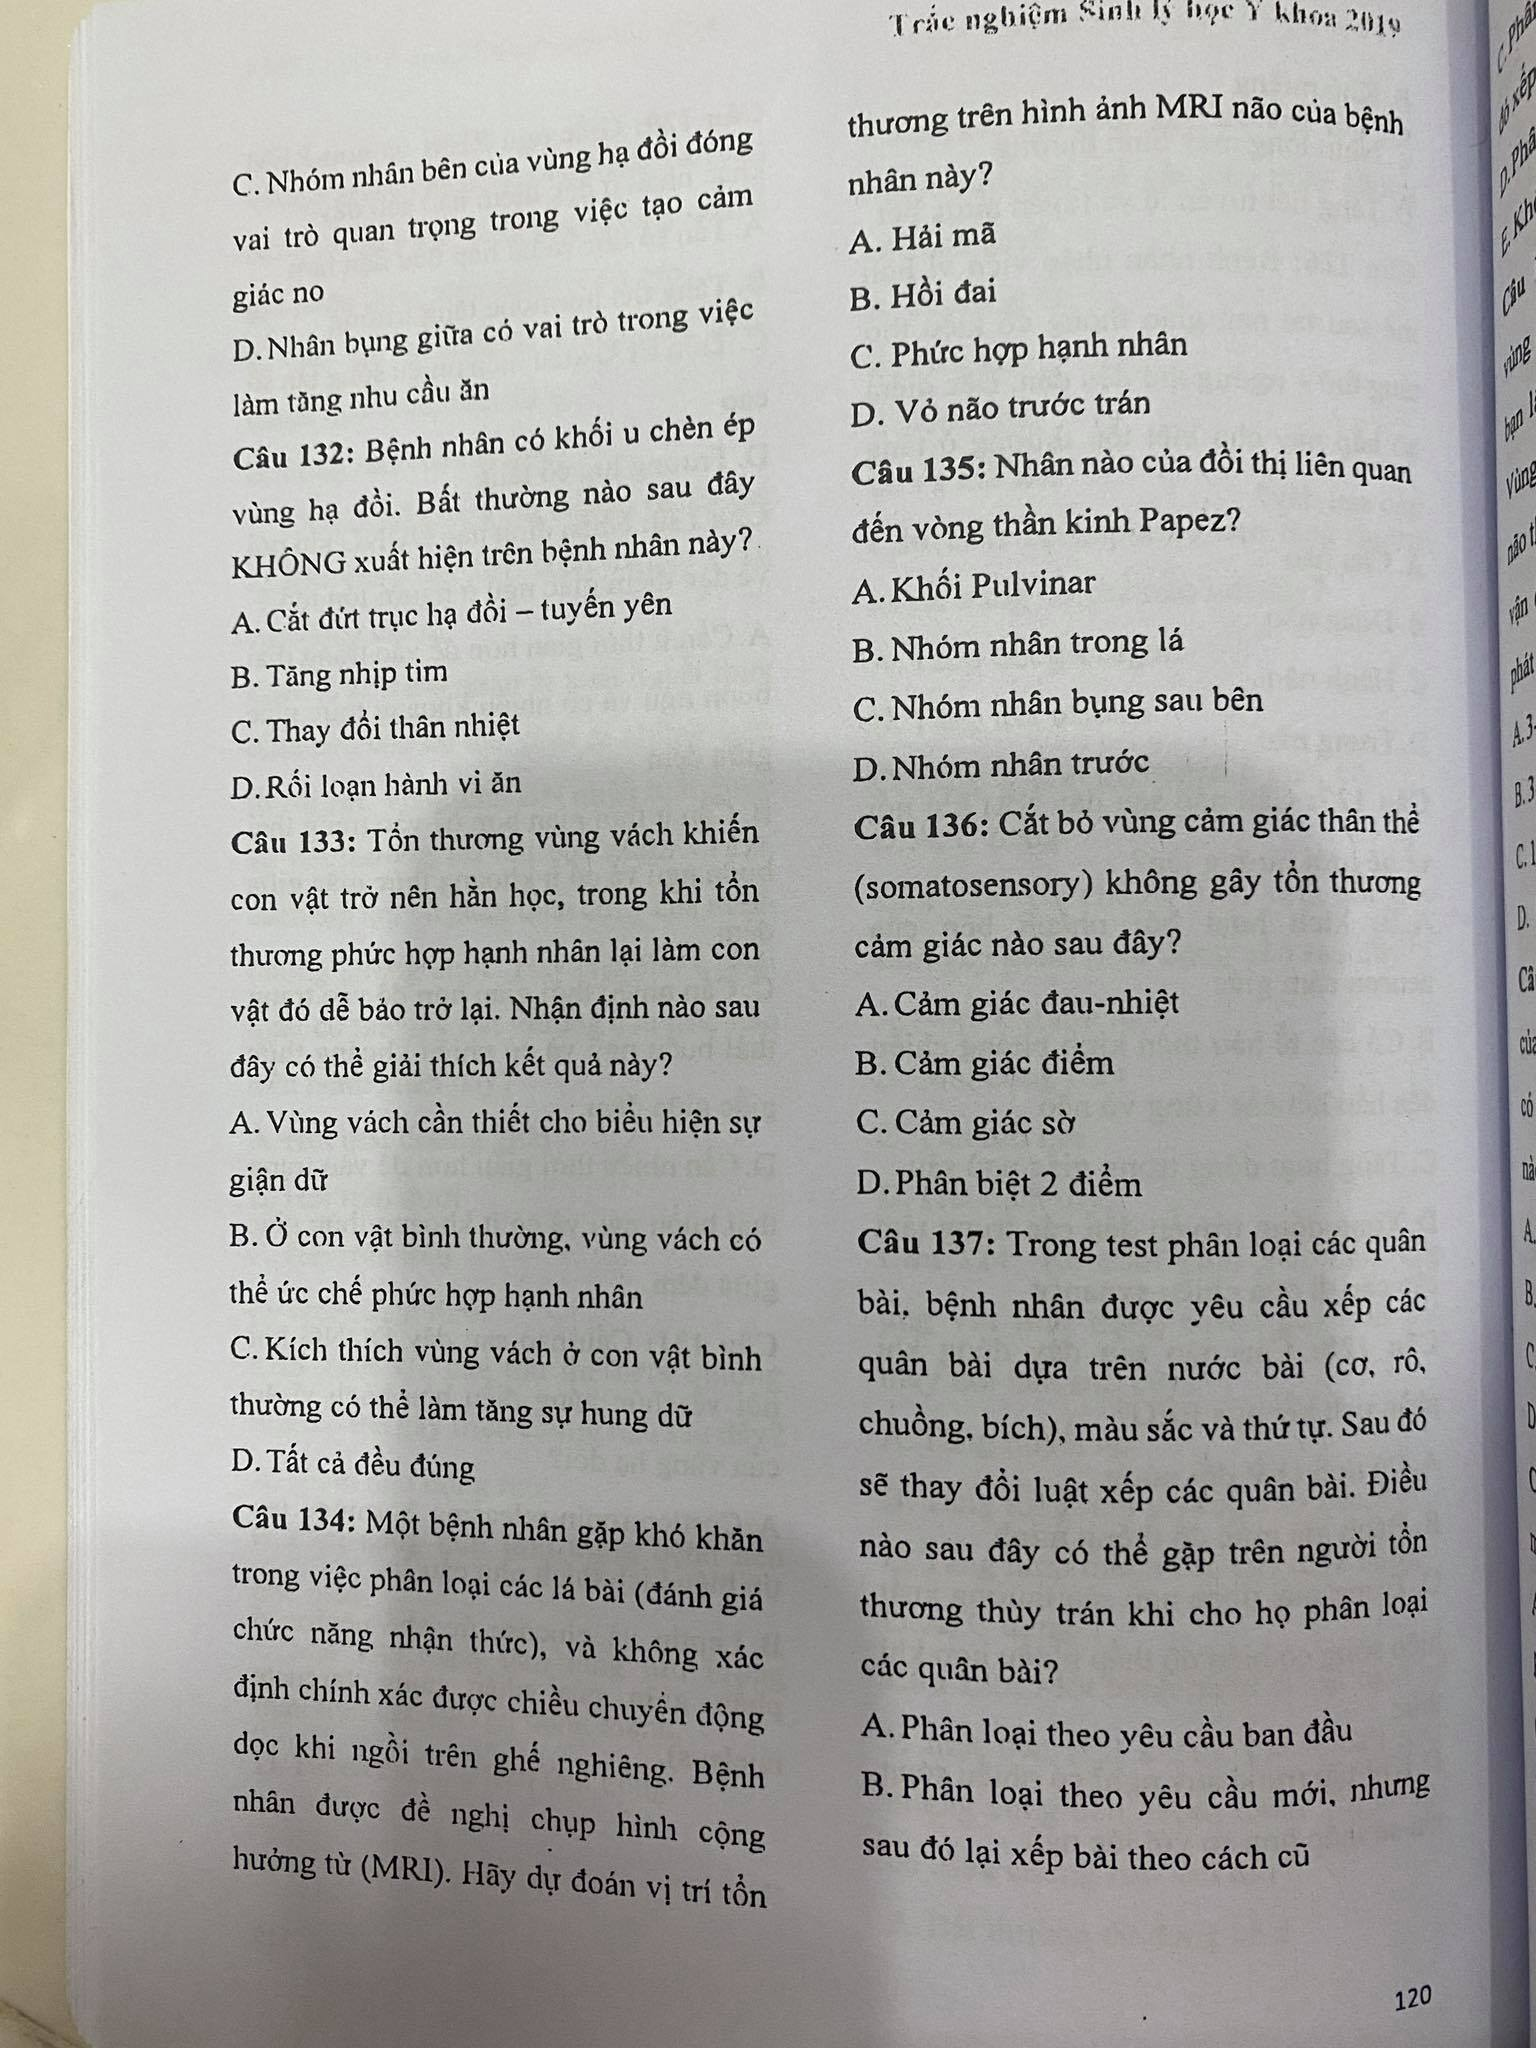 Trắc nghiệm Sinh lý học Y khoa 2019
C. Nhóm nhân bên của vùng hạ đồi đóng
vai trò quan trọng trong việc tạo cảm
giác no
D. Nhân bụng giữa có vai trò trong việc
làm tăng nhu cầu ăn
Câu 132: Bệnh nhân có khối u chèn ép
vùng hạ đồi. Bất thường nào sau đây
KHÔNG xuất hiện trên bệnh nhân này?
A. Cắt đứt trục hạ đồi – tuyến yên
B. Tăng nhịp tim
C. Thay đổi thân nhiệt
D. Rối loạn hành vi ăn
Câu 133: Tổn thương vùng vách khiến
con vật trở nên hằn học, trong khi tổn
thương phức hợp hạnh nhân lại làm con
vật đó dễ bảo trở lại. Nhận định nào sau
đây có thể giải thích kết quả này?
A. Vùng vách cần thiết cho biểu hiện sự
giận dữ
B. Ở con vật bình thường, vùng vách có
thể ức chế phức hợp hạnh nhân
C. Kích thích vùng vách ở con vật bình
thường có thể làm tăng sự hung dữ
D. Tất cả đều đúng
Câu 134: Một bệnh nhân gặp khó khăn
trong việc phân loại các lá bài (đánh giá
chức năng nhận thức), và không xác
định chính xác được chiều chuyển động
dọc khi ngồi trên ghế nghiêng. Bệnh
nhân được đề nghị chụp hình cộng
hưởng từ (MRI). Hãy dự đoán vị trí tổn
thương trên hình ảnh MRI não của bệnh
nhân này?
A. Hải mã
B. Hồi đai
C. Phức hợp hạnh nhân
D. Vỏ não trước trán
Câu 135: Nhân nào của đồi thị liên quan
đến vòng thần kinh Papez?
A. Khối Pulvinar
B. Nhóm nhân trong lá
C. Nhóm nhân bụng sau bên
D. Nhóm nhân trước
Câu 136: Cắt bỏ vùng cảm giác thân thể
(somatosensory) không gây tổn thương
cảm giác nào sau đây?
A. Cảm giác đau-nhiệt
B. Cảm giác điểm
C. Cảm giác sờ
D. Phân biệt 2 điểm
Câu 137: Trong test phân loại các quân
bài, bệnh nhân được yêu cầu xếp các
quân bài dựa trên nước bài (cơ, rô,
chuồng, bích), màu sắc và thứ tự. Sau đó
sẽ thay đổi luật xếp các quân bài. Điều
nào sau đây có thể gặp trên người tổn
thương thùy trán khi cho họ phân loại
các quân bài?
A. Phân loại theo yêu cầu ban đầu
B. Phân loại theo yêu cầu mới, nhưng
sau đó lại xếp bài theo cách cũ
120